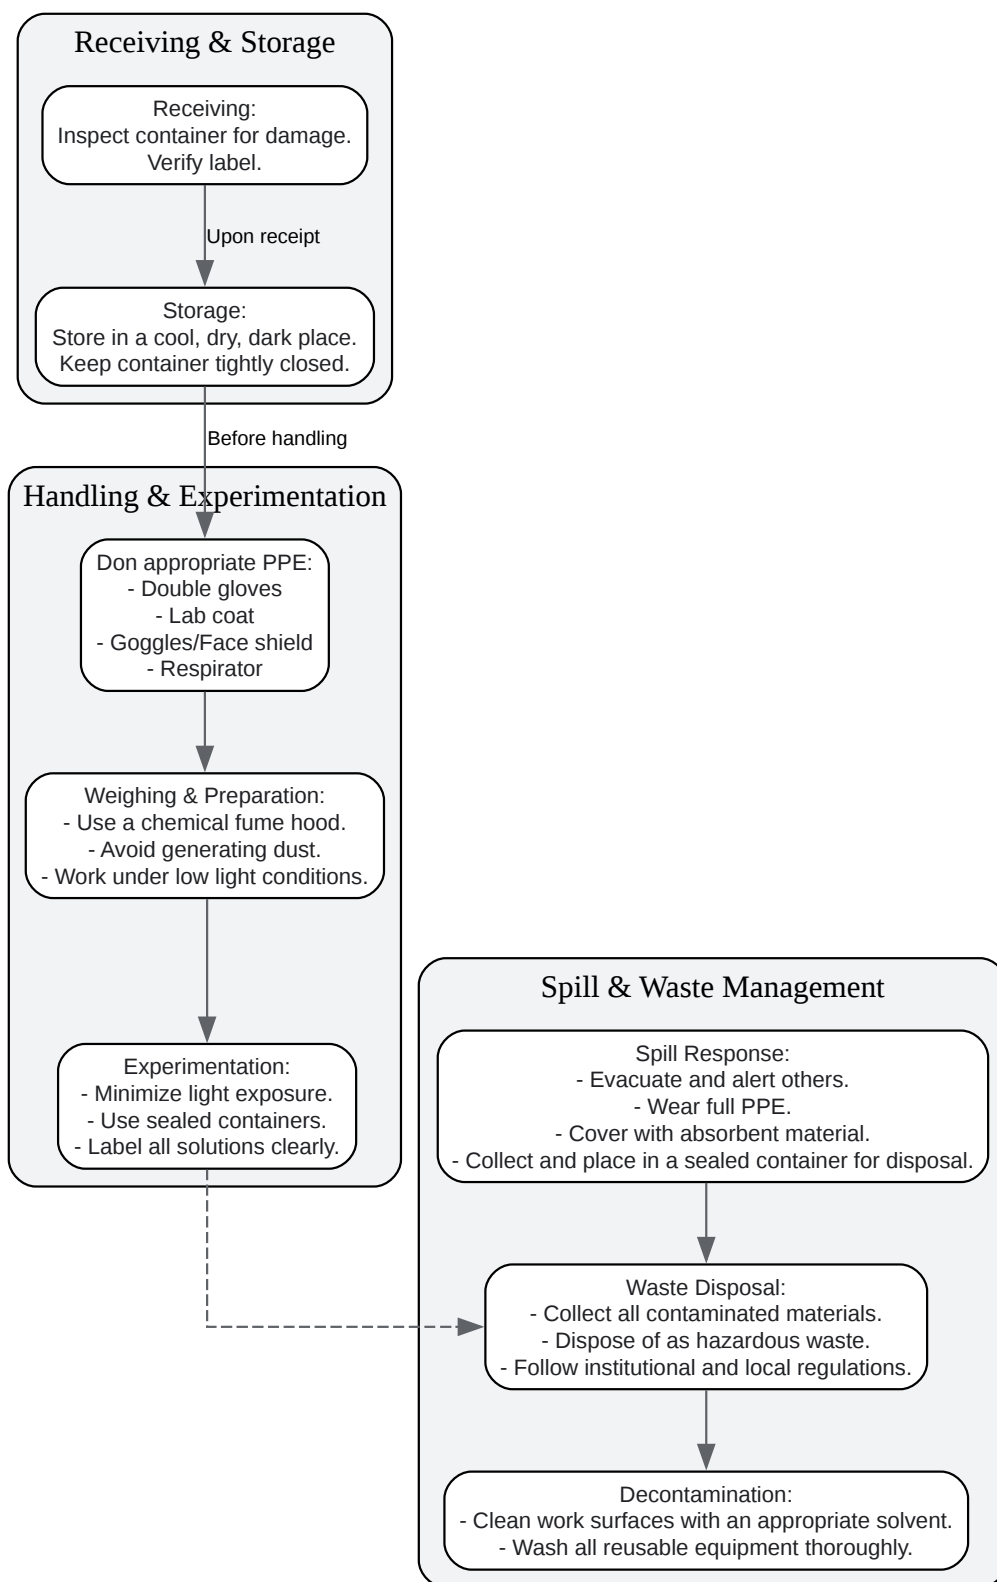 Receiving & Storage
Receiving:
Inspect container for damage.
Verify label.
Upon receipt
Storage:
Store in a cool, dry, dark place.
Keep container tightly closed.
Before handling
Handling & Experimentation
Don appropriate PPE:
- Double gloves
- Lab coat
- Goggles/Face shield
- Respirator
Weighing & Preparation:
- Use a chemical fume hood.
- Avoid generating dust.
- Work under low light conditions.
Experimentation:
- Minimize light exposure.
- Use sealed containers.
- Label all solutions clearly.
Spill & Waste Management
Spill Response:
- Evacuate and alert others.
- Wear full PPE.
- Cover with absorbent material.
- Collect and place in a sealed container for disposal.
Waste Disposal:
- Collect all contaminated materials.
- Dispose of as hazardous waste.
- Follow institutional and local regulations.
Decontamination:
- Clean work surfaces with an appropriate solvent.
- Wash all reusable equipment thoroughly.